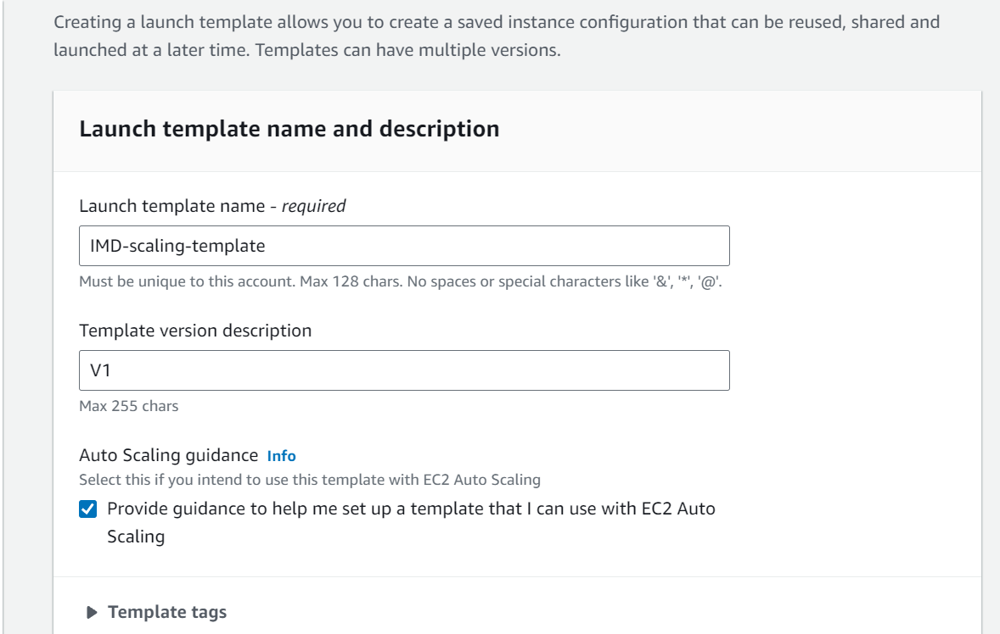 Creating a launch template allows you to create a saved instance configuration that can be reused, shared and
launched at a later time. Templates can have multiple versions.
Launch template name and description
Launch template name - required
IMD-scaling-template
Must be unique to this account. Max 128 chars. No spaces or special characters like '&', '*', '@'.
Template version description
V1
Max 255 chars
Auto Scaling guidance Info
Select this if you intend to use this template with EC2 Auto Scaling
Provide guidance to help me set up a template that I can use with EC2 Auto
Scaling
Template tags